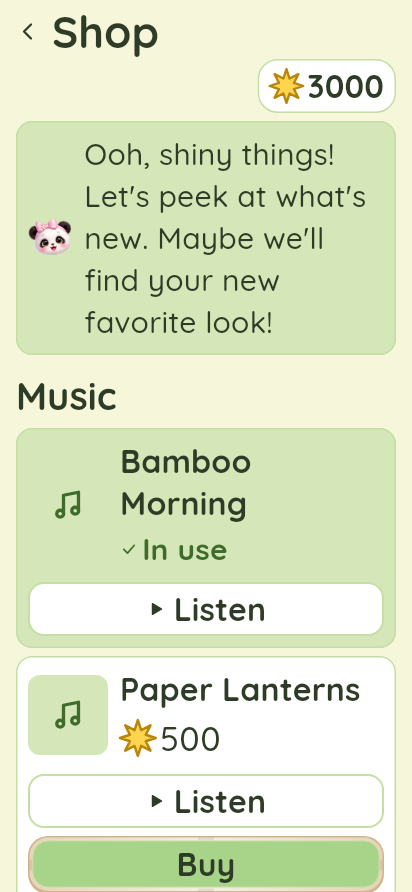 Shop
3000
Ooh, shiny things!
Let's peek at what's
new. Maybe we'll
find your new
favorite look!
Music
Bamboo
Morning
In use
Listen
Paper Lanterns
500
Listen
Buy